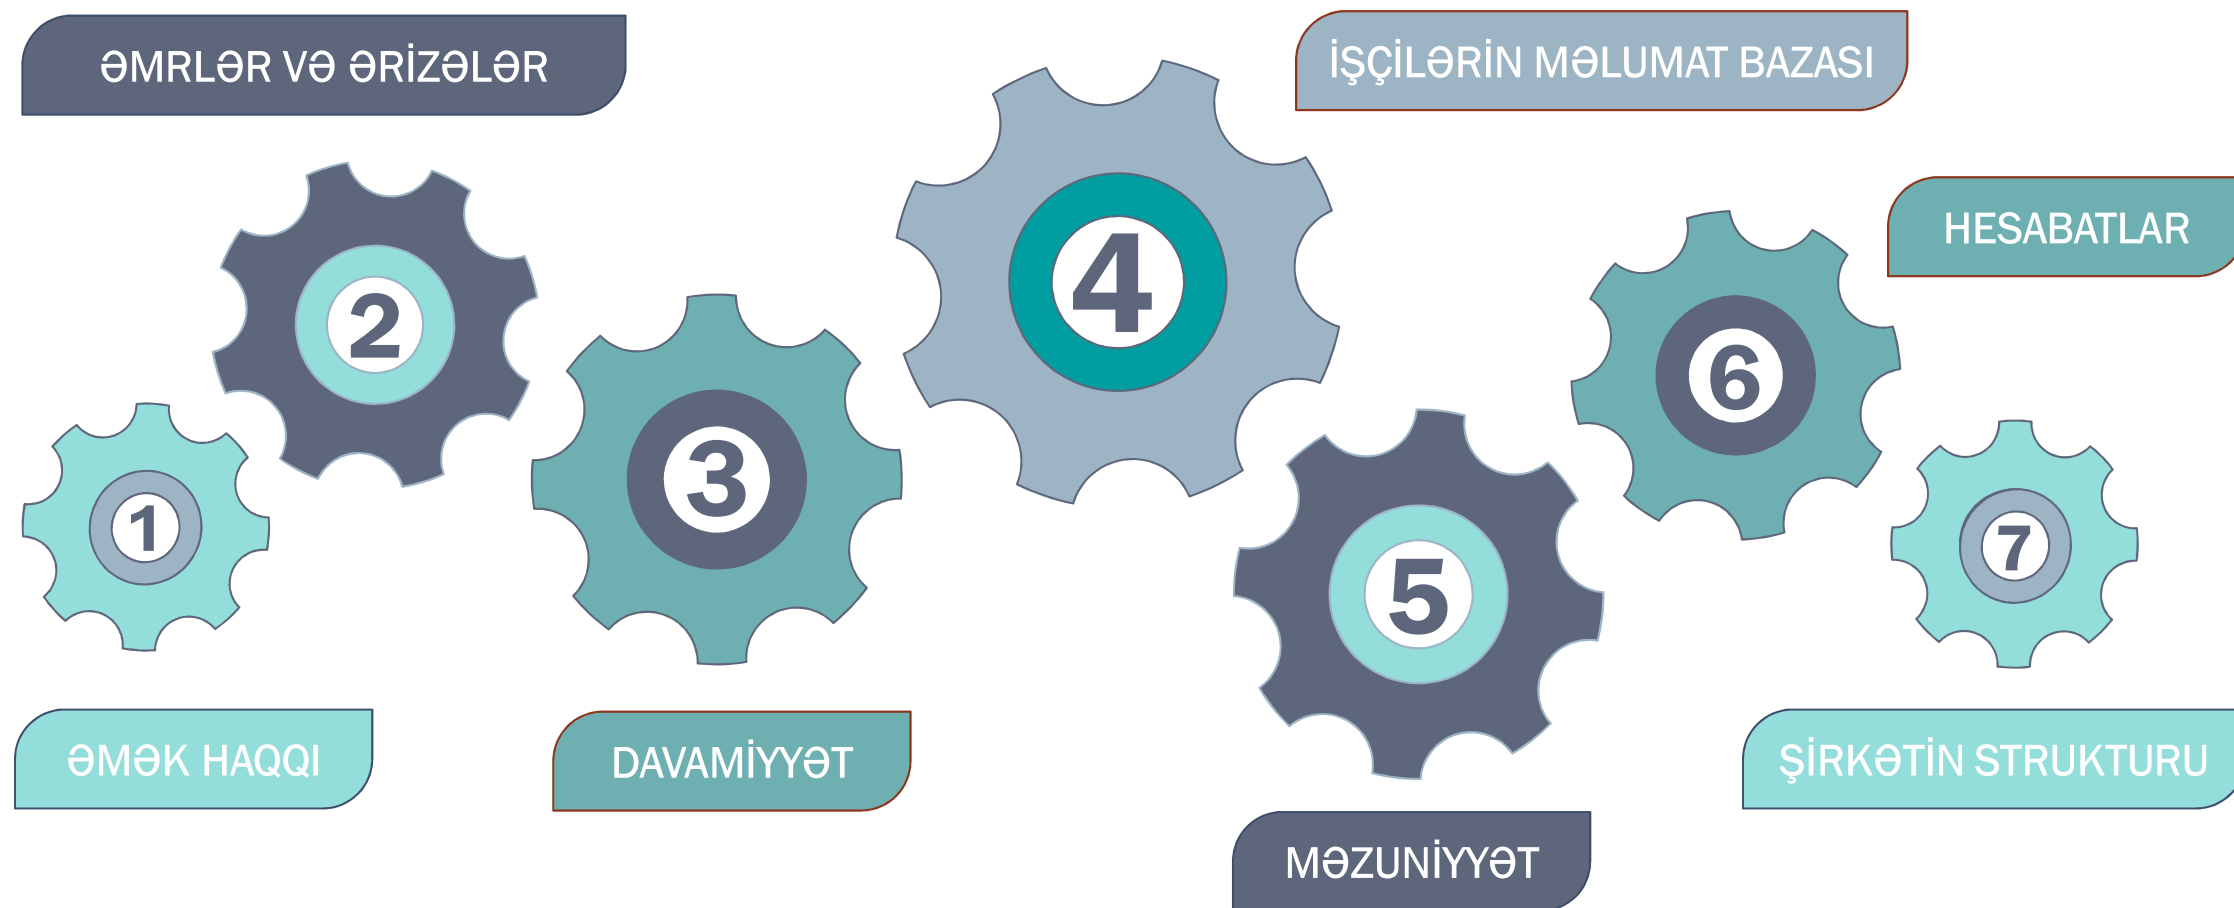 ƏMRLƏR VƏ ƏRİZƏLƏR
İŞÇİLƏRİN MƏLUMAT BAZASI
HESABATLAR
1
2
3
4
5
6
7
ƏMƏK HAQQI
DAVAMİYYƏT
MƏZUNİYYƏT
ŞİRKƏTİN STRUKTURU